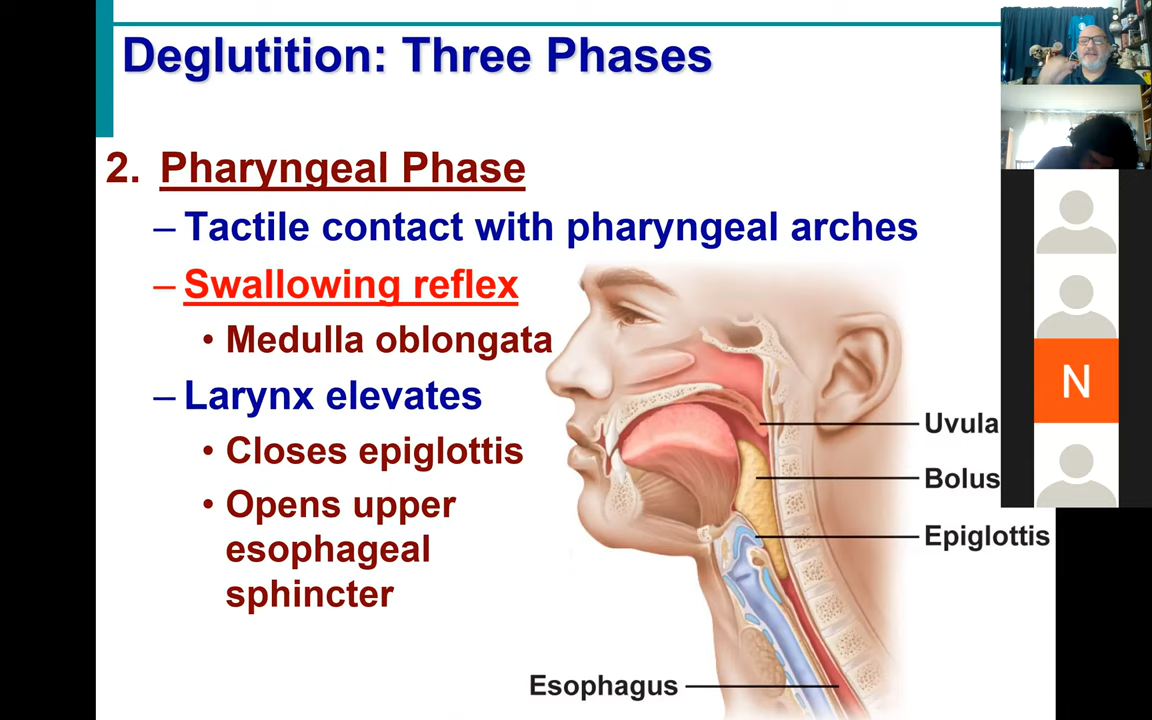 Deglutition: Three Phases
2. Pharyngeal Phase
– Tactile contact with pharyngeal arches
– Swallowing reflex
• Medulla oblongata
– Larynx elevates
• Closes epiglottis
• Opens upper
esophageal
sphincter
Uvula
Bolus
Epiglottis
Esophagus
N